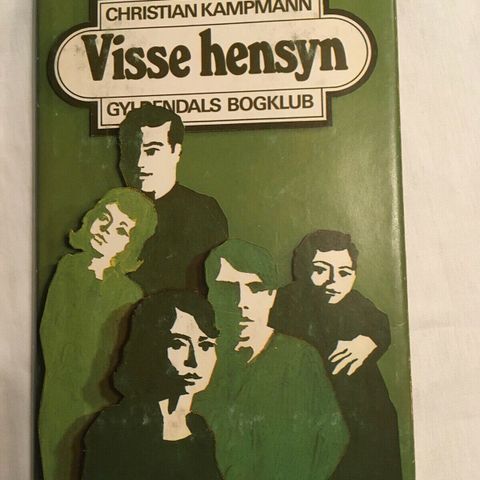 CHRISTIAN KAMPMANN
Visse hensyn
GYLDENDALS BOGKLUB